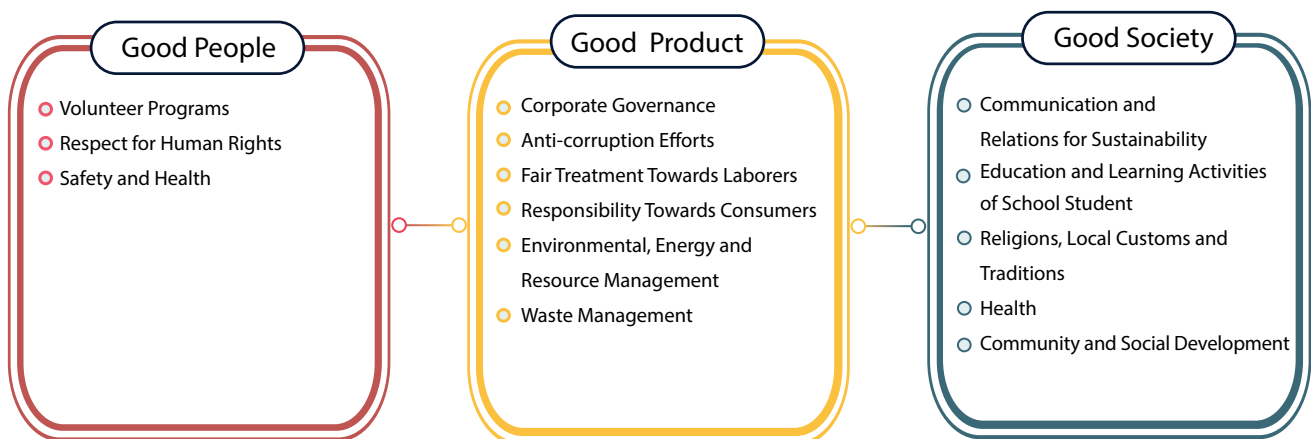 Good People
Volunteer Programs
Respect for Human Rights
Safety and Health
Good Product
Corporate Governance
Anti-corruption Efforts
Fair Treatment Towards Laborers
Responsibility Towards Consumers
Environmental, Energy and
Resource Management
Waste Management
Good Society
Communication and
Relations for Sustainability
Education and Learning Activities
of School Student
Religions, Local Customs and
Traditions
Health
Community and Social Development